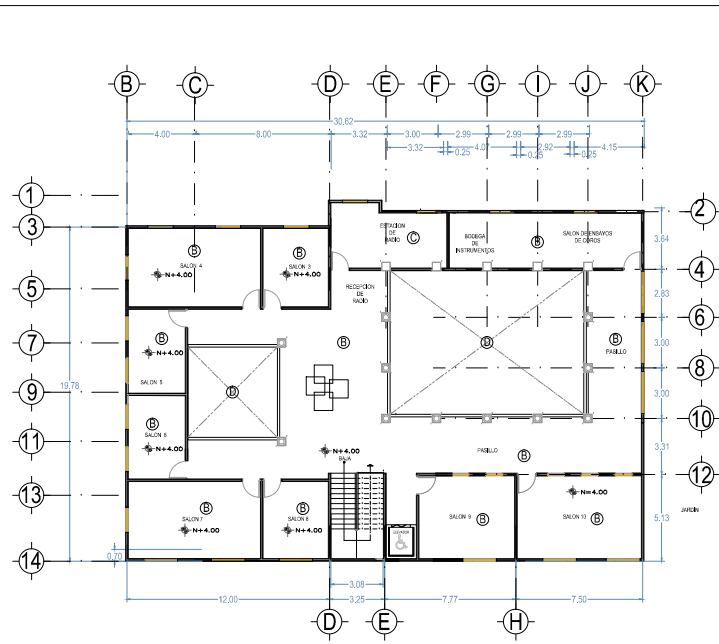 B C D E F G I J K
30.62
4.00 8.00 3.32 3.00 2.99 2.99 2.99
3.32 4.07 2.92 4.15
0.25 0.25 0.25
1
2
3
ESTACION
DE
RADIO
C
BODEGA
DE
INSTRUMENTOS
B
SALON DE ENSAYOS
DE COROS
3.64
B
SALON 4
N+4.00
B
SALON 3
N+4.00
4
5
RECEPCION
DE
RADIO
2.83
6
7
B
N+4.00
SALON 5
B
D
B
PASILLO
3.00
8
19.78
9
D
3.00
10
11
B
SALON 6
N+4.00
N+4.00
BAJA
PASILLO
B
3.31
12
13
B
SALON 7
N+4.00
B
SALON 8
N+4.00
ELEVADOR
SALON 9
B
N=4.00
SALON 10
B
JARDÍN
5.13
14
0.70
3.08
12.00 3.25 7.77 7.50
D E H